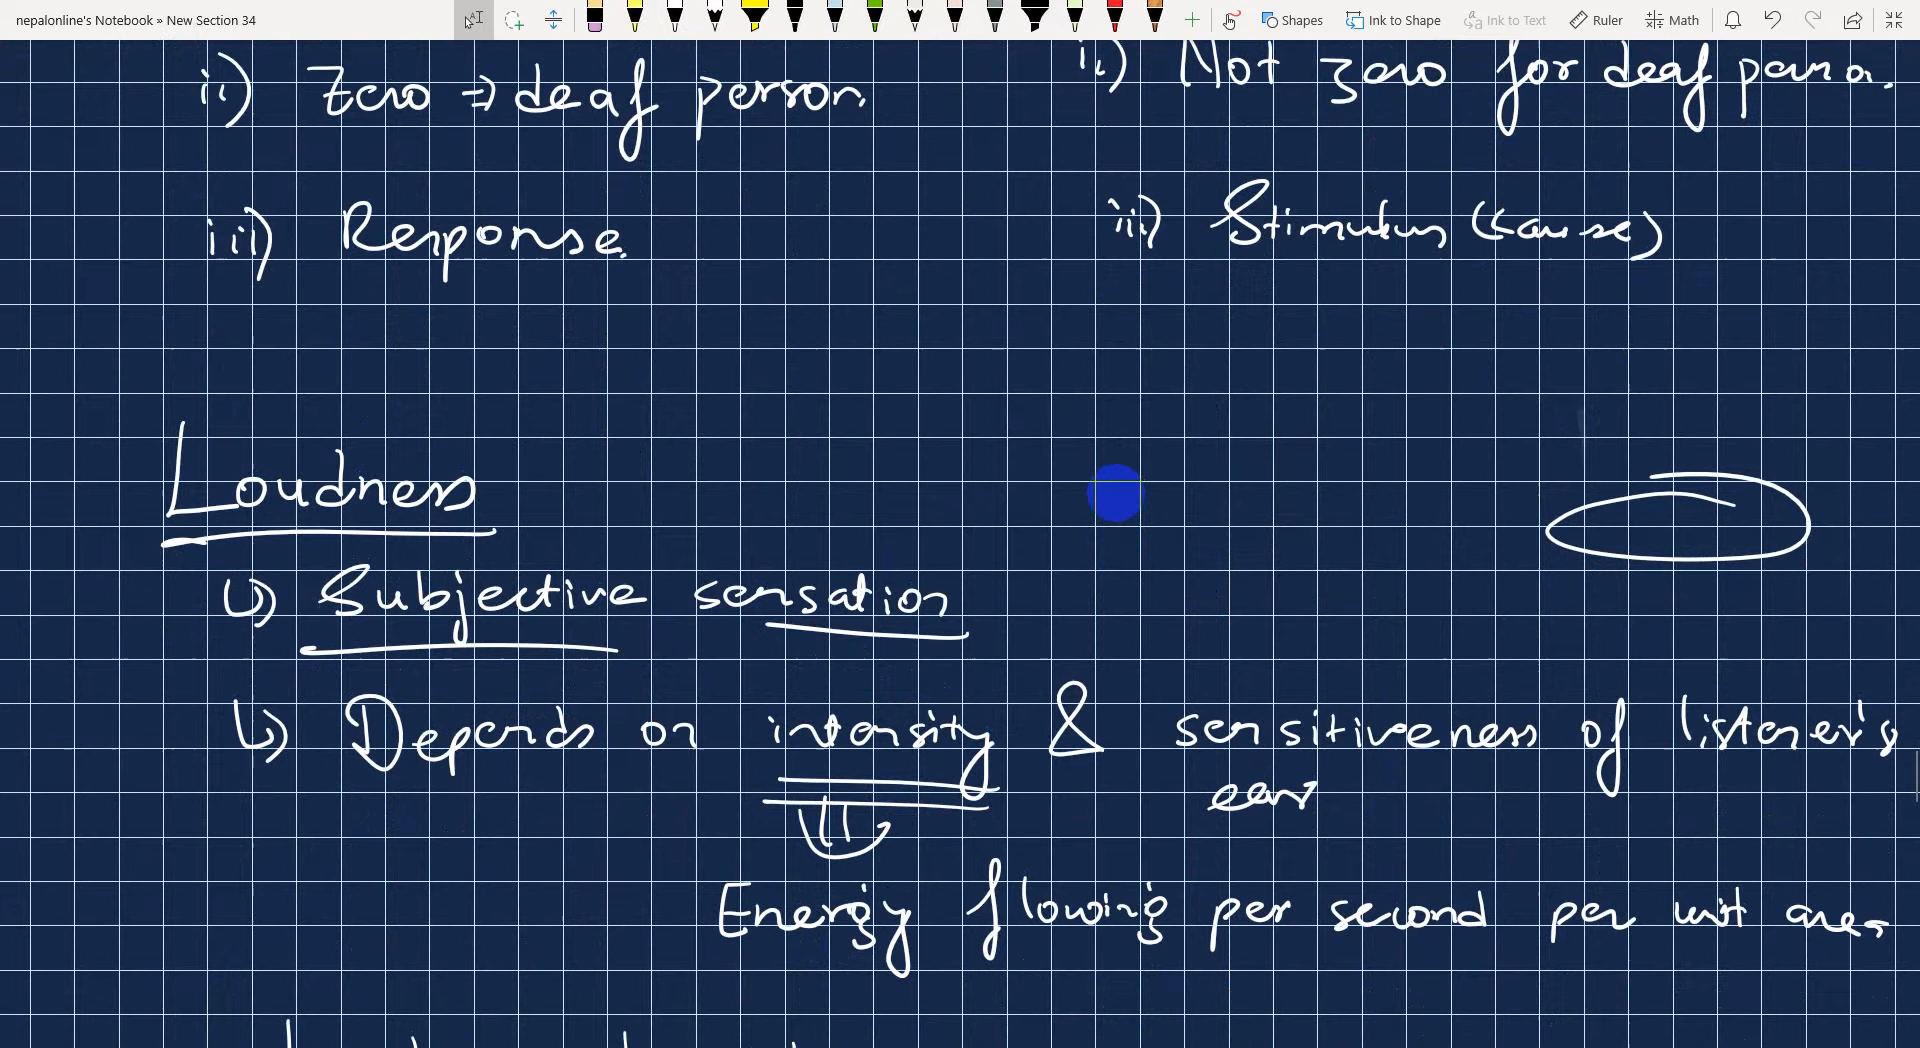 nepalonline's Notebook » New Section 34
Shapes Ink to Shape Ink to Text Ruler Math
ii) Zero ⇒ deaf person.
ii) Not zero for deaf person.
iii) Response.
iii) Stimulus (cause)
Loudness
↳ Subjective sensation
↳ Depends on intensity & sensitiveness of listener's
ear
Energy flowing per second per unit area